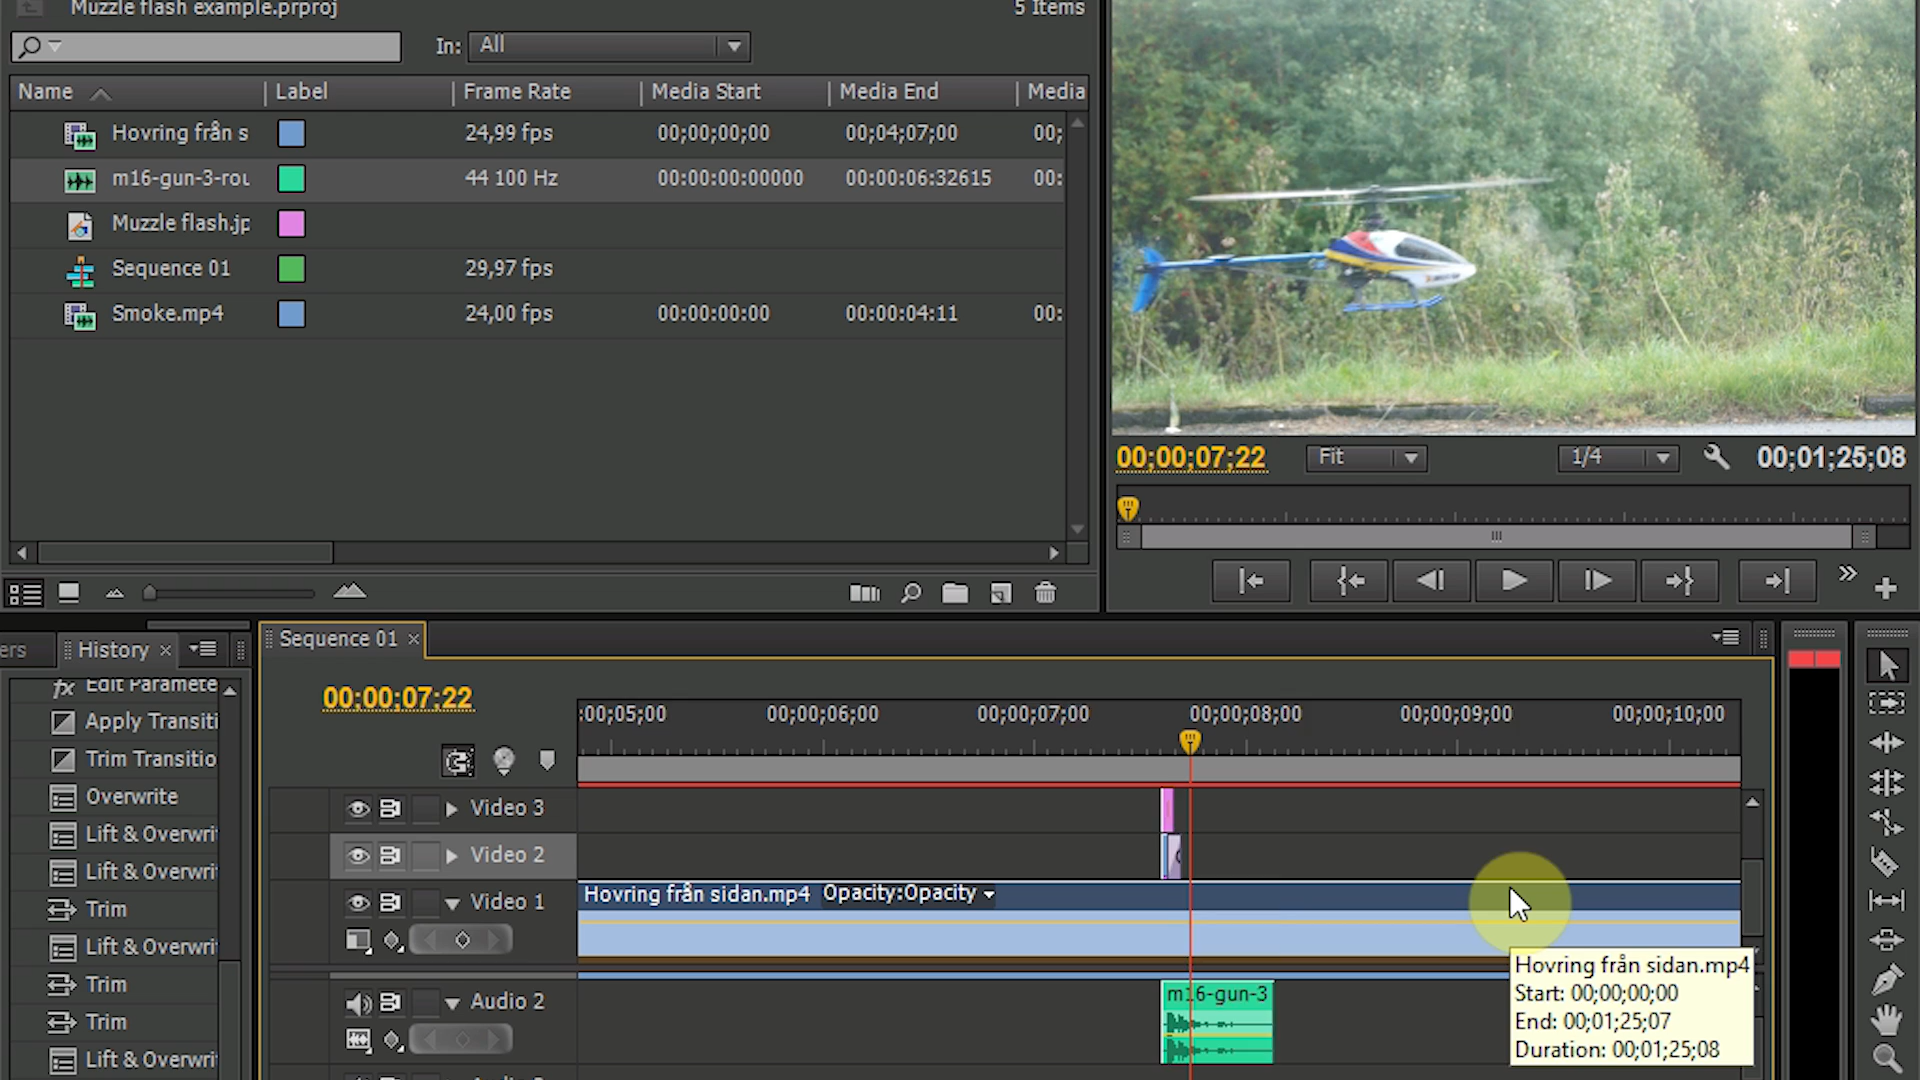 Muzzle flash example.prproj
5 Items
In: All
Name Label Frame Rate Media Start Media End Media
Hovring från s 24,99 fps 00;00;00;00 00;04;07;00 00;
m16-gun-3-rou 44 100 Hz 00:00:00:00000 00:00:06:32615 00:
Muzzle flash.jp
Sequence 01 29,97 fps
Smoke.mp4 24,00 fps 00:00:00:00 00:00:04:11 00:
00;00;07;22 Fit 1/4 00;01;25;08
ers History
Edit Paramete
Apply Transiti
Trim Transitio
Overwrite
Lift & Overwri
Lift & Overwri
Trim
Lift & Overwri
Trim
Trim
Lift & Overwri
Sequence 01
00;00;07;22
:00;05;00 00;00;06;00 00;00;07;00 00;00;08;00 00;00;09;00 00;00;10;00
Video 3
Video 2
Video 1
Hovring från sidan.mp4 Opacity:Opacity
Audio 2
m16-gun-3
Hovring från sidan.mp4
Start: 00;00;00;00
End: 00;01;25;07
Duration: 00;01;25;08